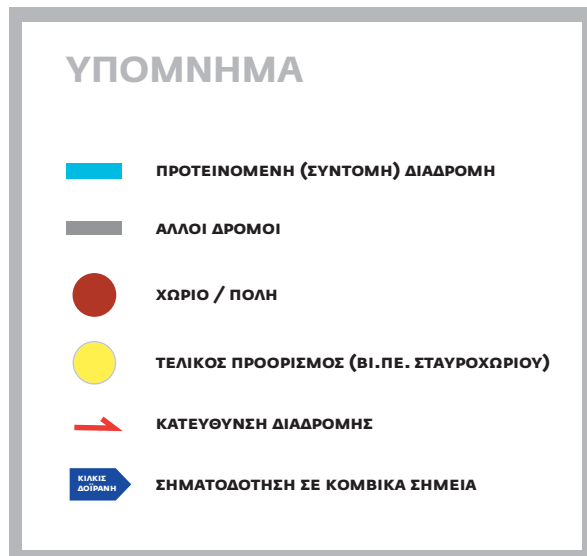 ΥΠΟΜΝΗΜΑ
ΠΡΟΤΕΙΝΟΜΕΝΗ (ΣΥΝΤΟΜΗ) ΔΙΑΔΡΟΜΗ
ΑΛΛΟΙ ΔΡΟΜΟΙ
ΧΩΡΙΟ / ΠΟΛΗ
ΤΕΛΙΚΟΣ ΠΡΟΟΡΙΣΜΟΣ (ΒΙ.ΠΕ. ΣΤΑΥΡΟΧΩΡΙΟΥ)
ΚΑΤΕΥΘΥΝΣΗ ΔΙΑΔΡΟΜΗΣ
ΚΙΛΚΙΣ
ΔΟΪΡΑΝΗ
ΣΗΜΑΤΟΔΟΤΗΣΗ ΣΕ ΚΟΜΒΙΚΑ ΣΗΜΕΙΑ